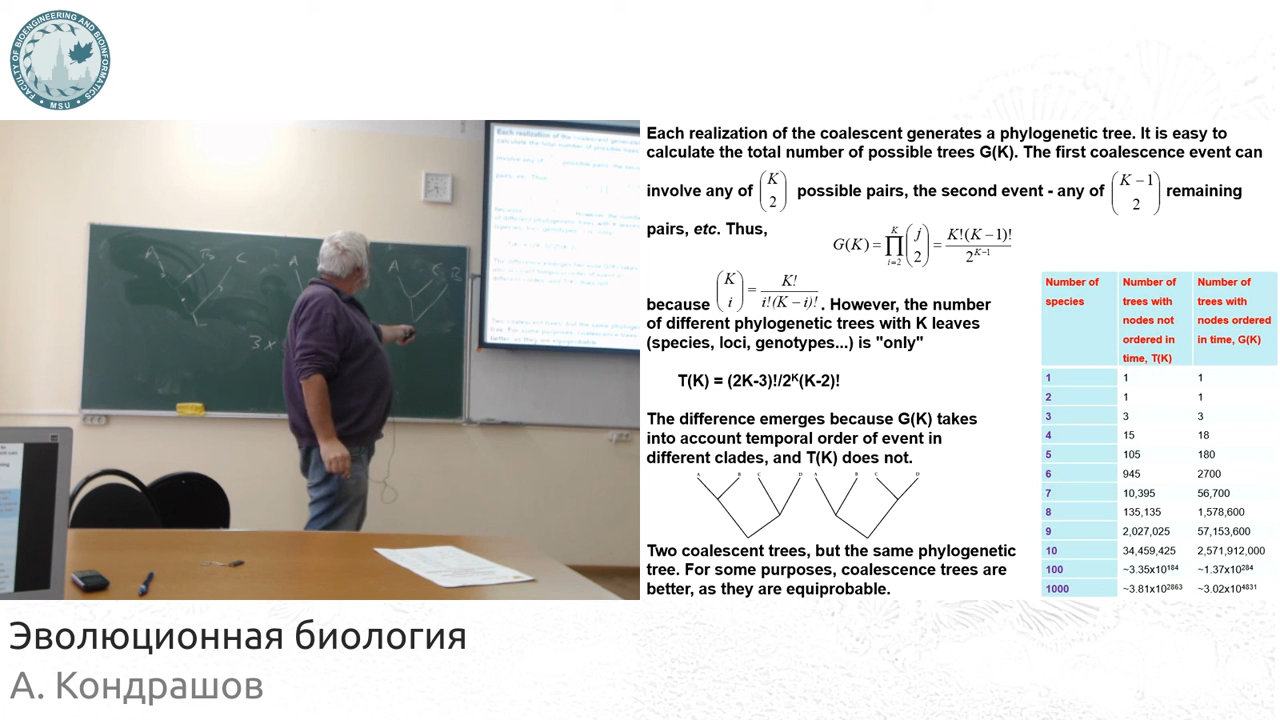 FACULTY OF BIOENGINEERING AND BIOINFORMATICS
• MSU •
A B C
A
A C B
3 ×
Each realization of the coalescent generates a phylogenetic tree. It is easy to
calculate the total number of possible trees G(K). The first coalescence event can
involve any of (K 2) possible pairs, the second event - any of (K − 1 2) remaining
pairs, etc. Thus,
G(K) = ∏_{i=2}^{K} (j 2) = K!(K − 1)! / 2^{K−1}
because (K i) = K! / i!(K − i)! . However, the number
of different phylogenetic trees with K leaves
(species, loci, genotypes...) is "only"
T(K) = (2K-3)!/2ᴷ(K-2)!
The difference emerges because G(K) takes
into account temporal order of event in
different clades, and T(K) does not.
A B C D A B C D
Two coalescent trees, but the same phylogenetic
tree. For some purposes, coalescence trees are
better, as they are equiprobable.
Number of species | Number of trees with nodes not ordered in time, T(K) | Number of trees with nodes ordered in time, G(K)
1 1 1
2 1 1
3 3 3
4 15 18
5 105 180
6 945 2700
7 10,395 56,700
8 135,135 1,578,600
9 2,027,025 57,153,600
10 34,459,425 2,571,912,000
100 ~3.35x10¹⁸⁴ ~1.37x10²⁸⁴
1000 ~3.81x10²⁸⁶³ ~3.02x10⁴⁸³¹
Эволюционная биология
А. Кондрашов